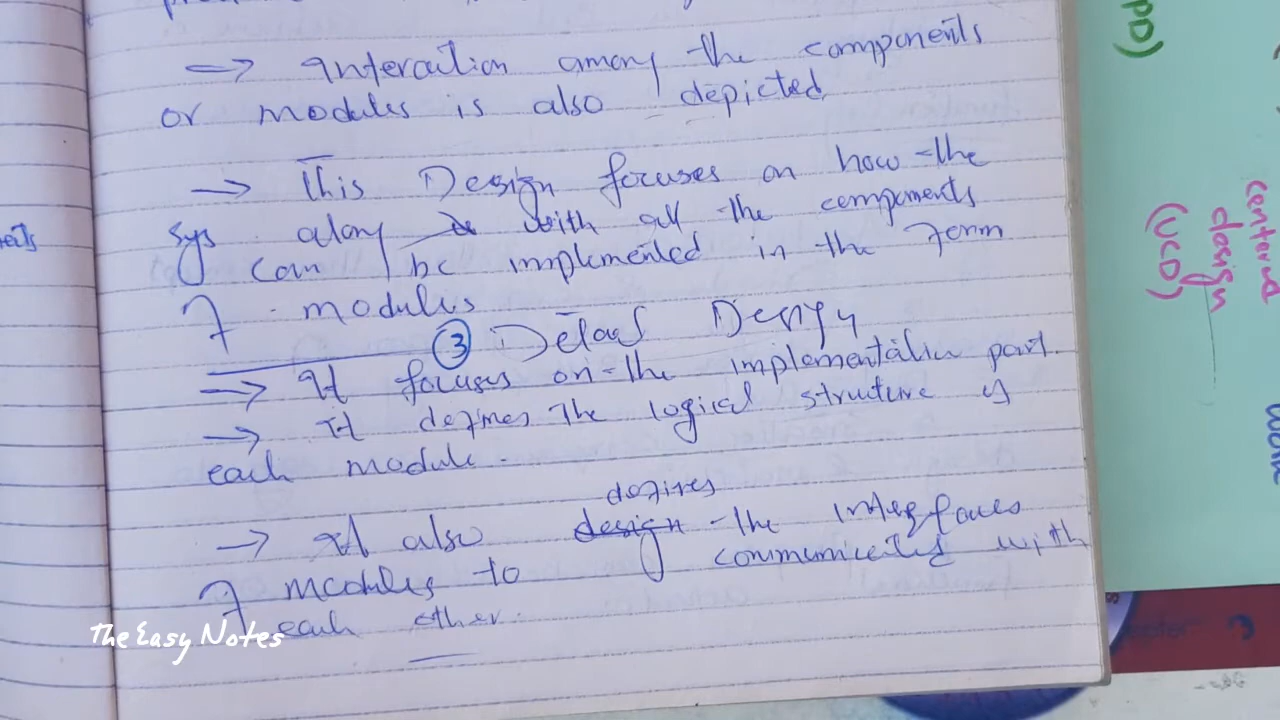 → Interaction among the components
or modules is also depicted
→ This Design focuses on how the
sys along with all the components
can be implemented in the form
of modules
③ Detail Design
→ It focuses on the implementation part.
→ It defines the logical structure of
each module.
→ It also design defines the interfaces
of modules to communicates with
each other.
The Easy Notes
PD)
centered
design
(UCD)